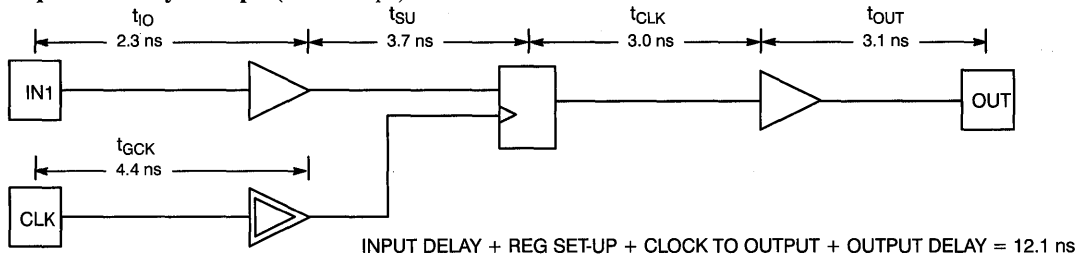 t_IO t_SU t_CLK t_OUT
2.3 ns 3.7 ns 3.0 ns 3.1 ns
IN1 OUT
t_GCK
4.4 ns
CLK
INPUT DELAY + REG SET-UP + CLOCK TO OUTPUT + OUTPUT DELAY = 12.1 ns